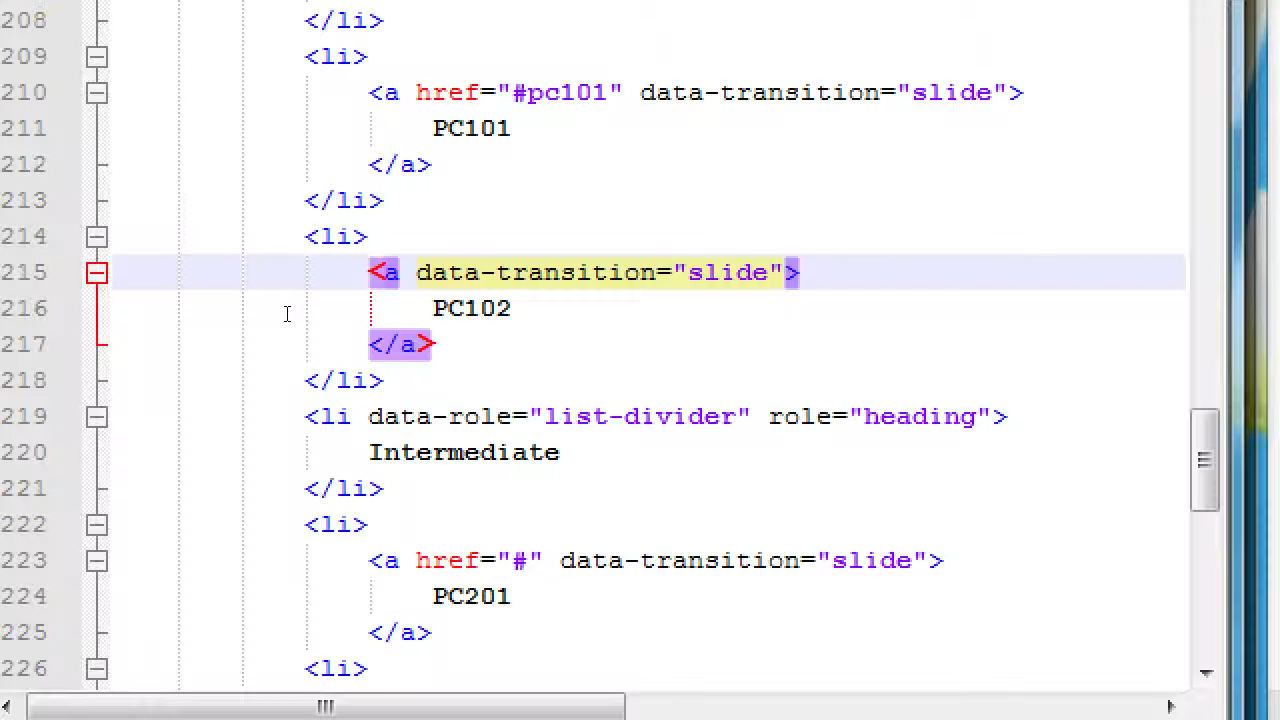 208 </li>
209 <li>
210 <a href="#pc101" data-transition="slide">
211 PC101
212 </a>
213 </li>
214 <li>
215 <a data-transition="slide">
216 PC102
217 </a>
218 </li>
219 <li data-role="list-divider" role="heading">
220 Intermediate
221 </li>
222 <li>
223 <a href="#" data-transition="slide">
224 PC201
225 </a>
226 <li>